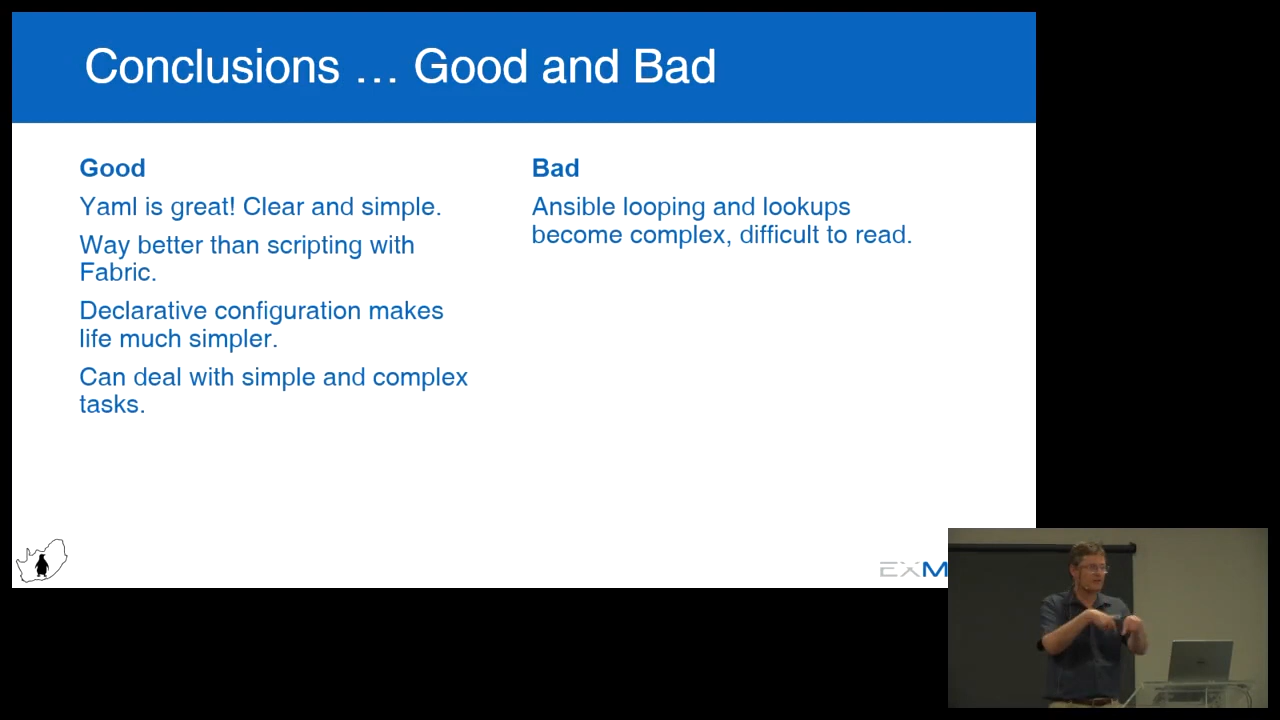 Conclusions … Good and Bad
Good
Yaml is great! Clear and simple.
Way better than scripting with
Fabric.
Declarative configuration makes
life much simpler.
Can deal with simple and complex
tasks.
Bad
Ansible looping and lookups
become complex, difficult to read.
EXM